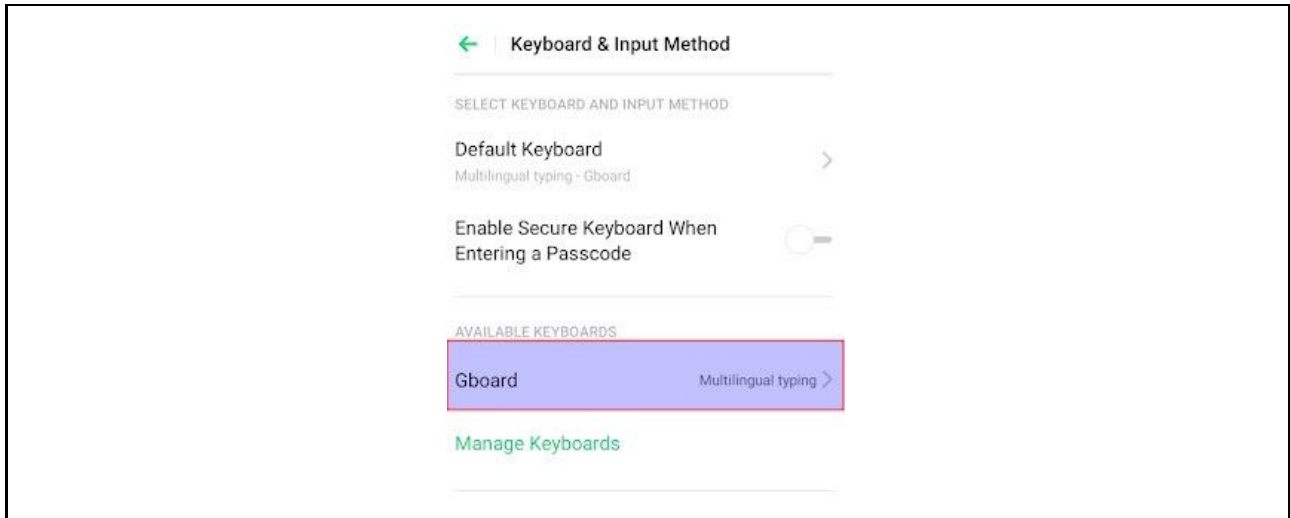 Keyboard & Input Method
SELECT KEYBOARD AND INPUT METHOD
Default Keyboard
Multilingual typing - Gboard
Enable Secure Keyboard When
Entering a Passcode
AVAILABLE KEYBOARDS
Gboard Multilingual typing
Manage Keyboards